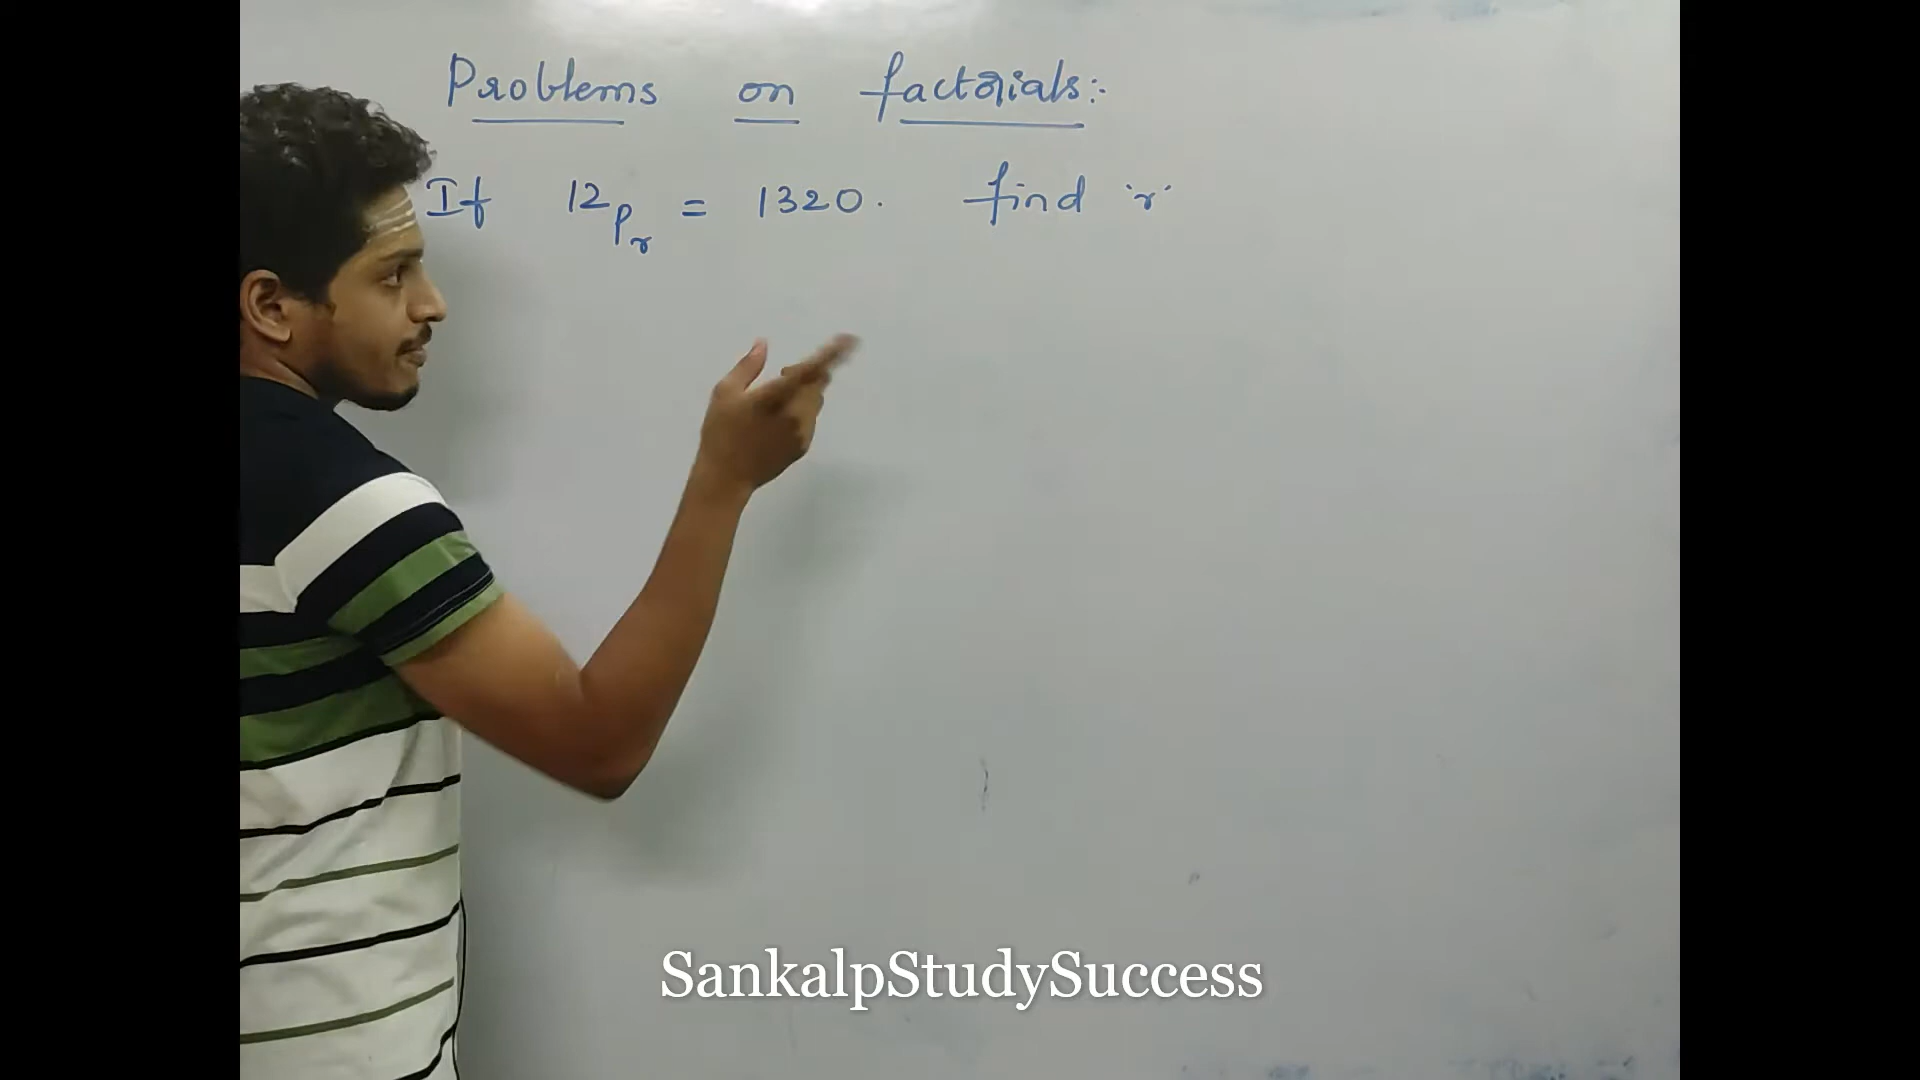 Problems on factorials:-
If 12Pr = 1320. find 'r'
SankalpStudySuccess